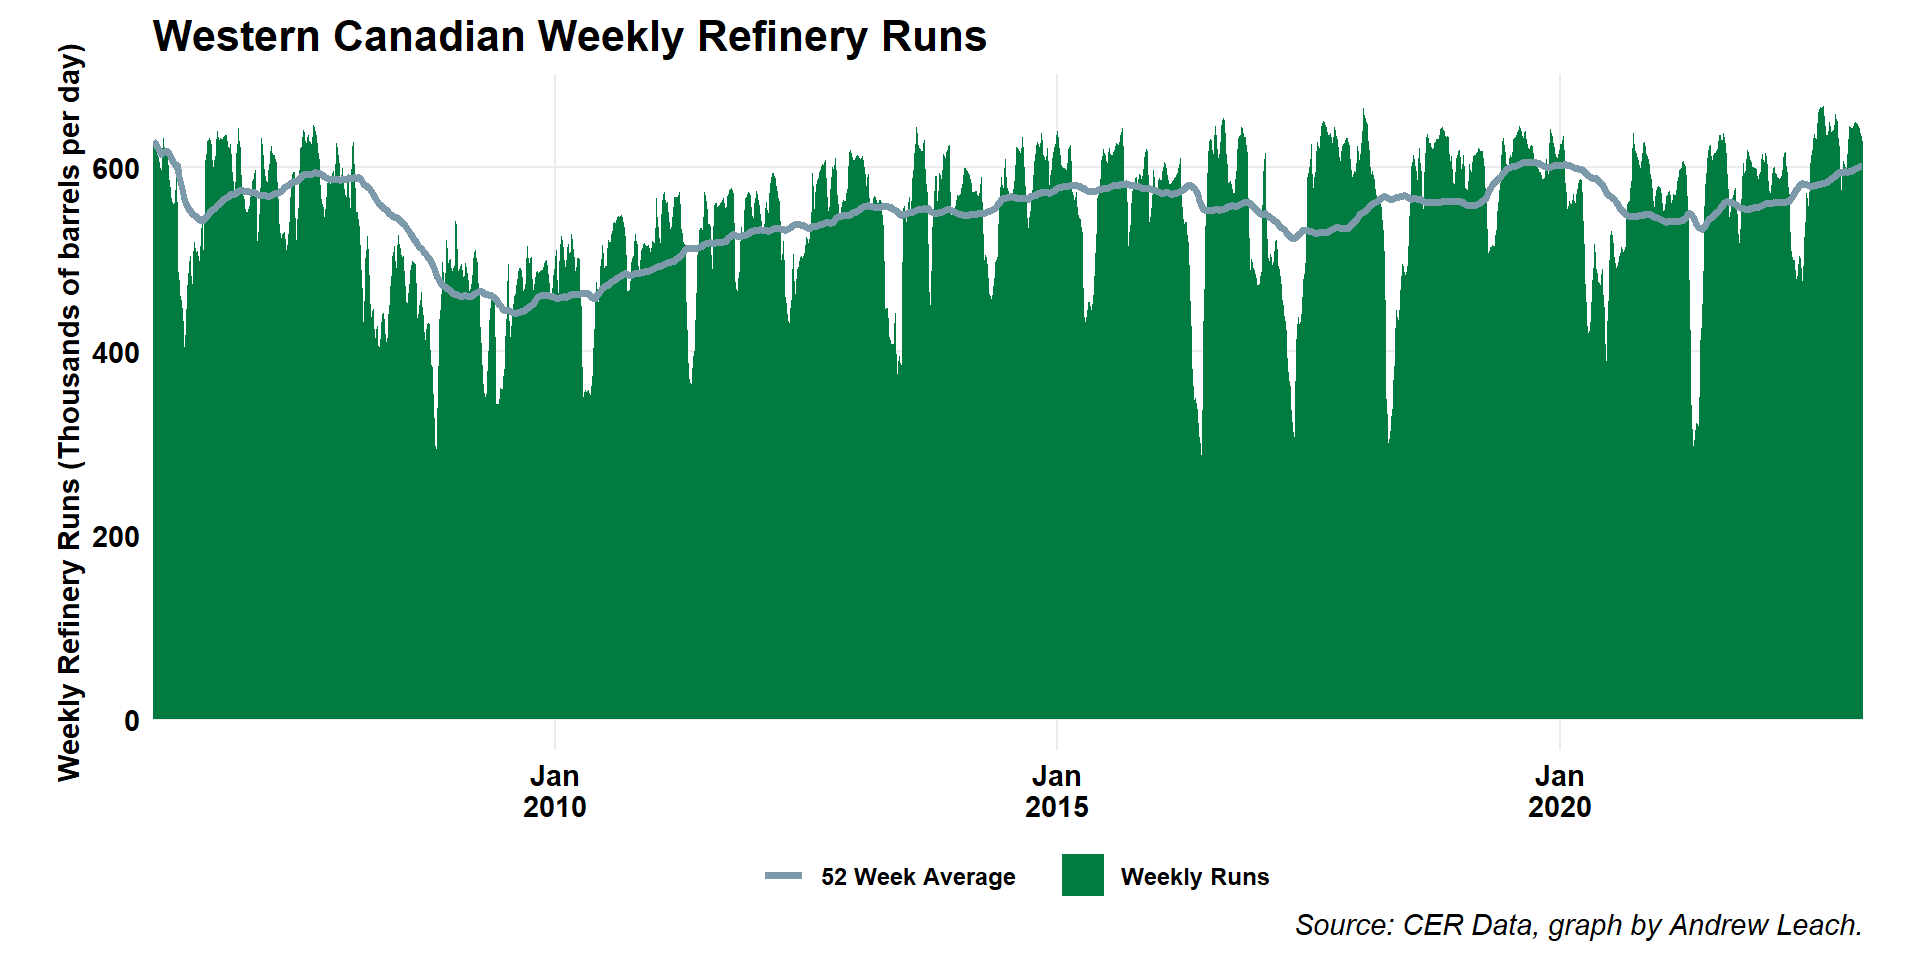 Western Canadian Weekly Refinery Runs
Weekly Refinery Runs (Thousands of barrels per day)
600
400
200
0
Jan
2010
Jan
2015
Jan
2020
52 Week Average
Weekly Runs
Source: CER Data, graph by Andrew Leach.